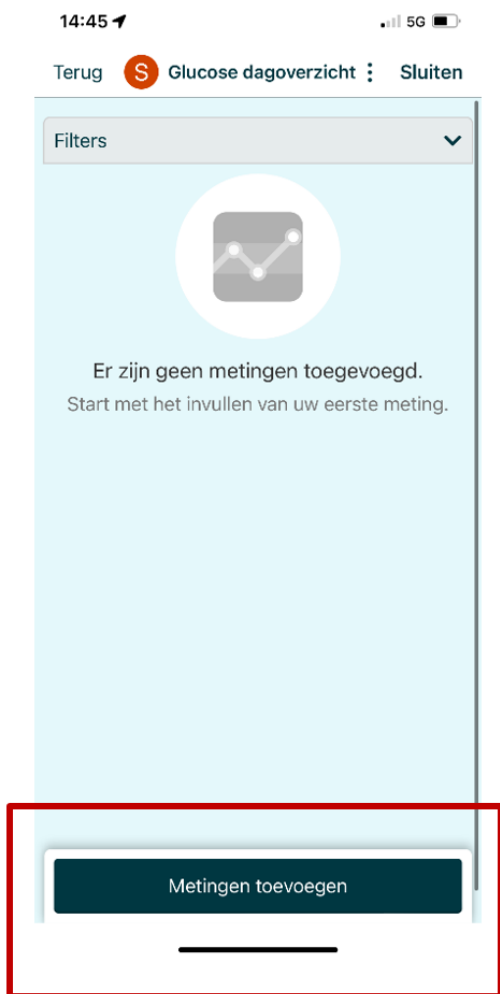 14:45 5G
Terug S Glucose dagoverzicht Sluiten
Filters
Er zijn geen metingen toegevoegd.
Start met het invullen van uw eerste meting.
Metingen toevoegen